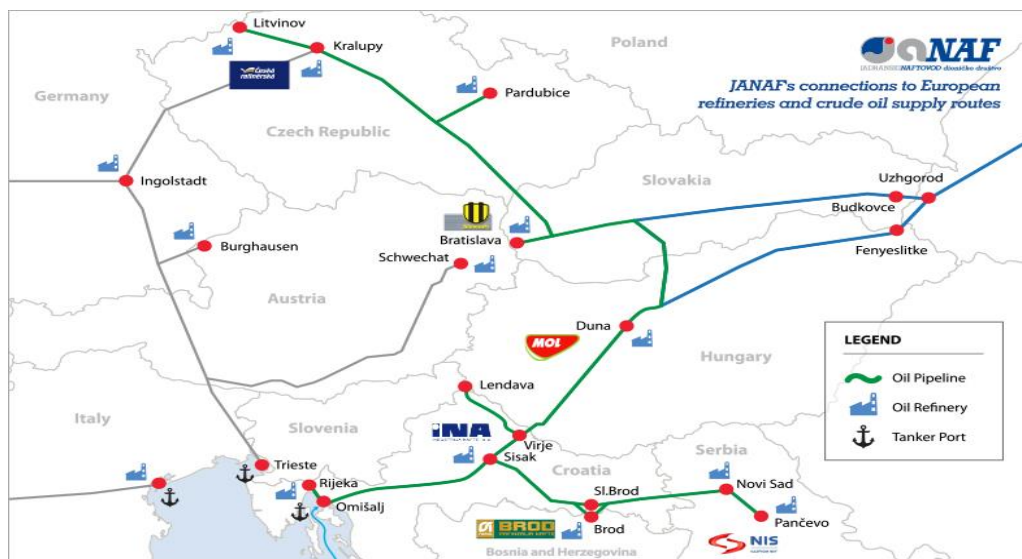 Litvinov
Kralupy
Poland
JANAF
JADRANSKI NAFTOVOD dioničko društvo
JANAF's connections to European
refineries and crude oil supply routes
Germany
Česká
rafinérská
Pardubice
Czech Republic
Ingolstadt
Slovakia
Uzhgorod
Budkovce
Burghausen
Bratislava
Schwechat
Fenyeslitke
Austria
Duna
MOL
Hungary
LEGEND
Oil Pipeline
Oil Refinery
Tanker Port
Lendava
Italy
Slovenia
INA
Virje
Sisak
Croatia
Serbia
Trieste
Rijeka
Omišalj
Sl.Brod
Novi Sad
BROD
Brod
Pančevo
NIS
Bosnia and Herzegovina